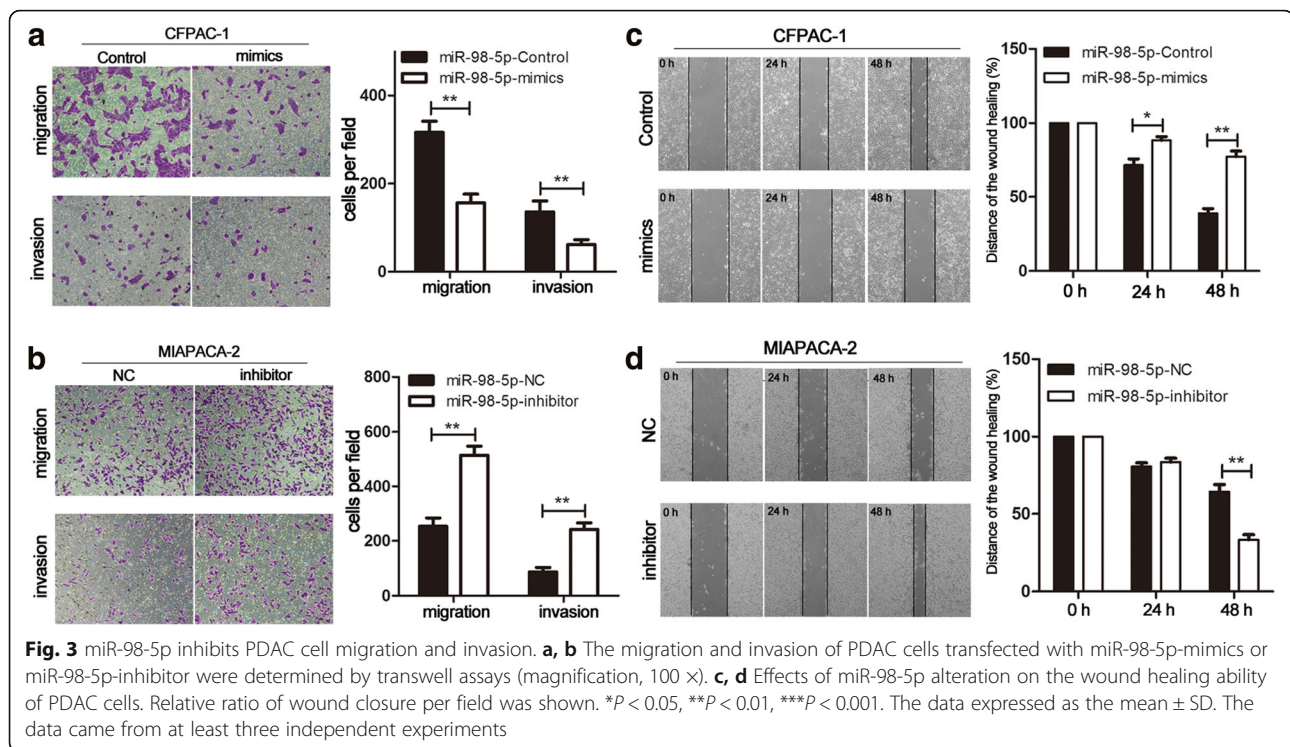 a
CFPAC-1
Control mimics
migration
invasion
miR-98-5p-Control
miR-98-5p-mimics
cells per field
400
200
0
**
**
migration invasion
c
CFPAC-1
0 h 24 h 48 h
Control
0 h 24 h 48 h
mimics
miR-98-5p-Control
miR-98-5p-mimics
Distance of the wound healing (%)
150
100
50
0
*
**
0 h 24 h 48 h
b
MIAPACA-2
NC inhibitor
migration
invasion
miR-98-5p-NC
miR-98-5p-inhibitor
cells per field
800
600
400
200
0
**
**
migration invasion
d
MIAPACA-2
0 h 24 h 48 h
NC
0 h 24 h 48 h
inhibitor
miR-98-5p-NC
miR-98-5p-inhibitor
Distance of the wound healing (%)
150
100
50
0
**
0 h 24 h 48 h
Fig. 3 miR-98-5p inhibits PDAC cell migration and invasion. a, b The migration and invasion of PDAC cells transfected with miR-98-5p-mimics or
miR-98-5p-inhibitor were determined by transwell assays (magnification, 100 ×). c, d Effects of miR-98-5p alteration on the wound healing ability
of PDAC cells. Relative ratio of wound closure per field was shown. *P < 0.05, **P < 0.01, ***P < 0.001. The data expressed as the mean ± SD. The
data came from at least three independent experiments